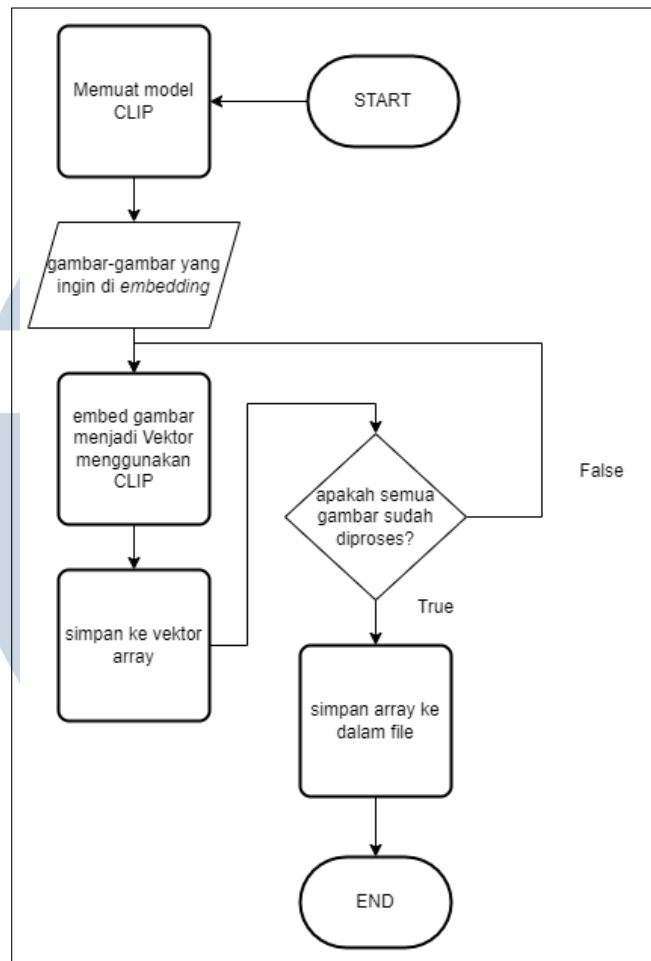 START
Memuat model
CLIP
gambar-gambar yang
ingin di embedding
embed gambar
menjadi Vektor
menggunakan
CLIP
simpan ke vektor
array
apakah semua
gambar sudah
diproses?
False
True
simpan array ke
dalam file
END